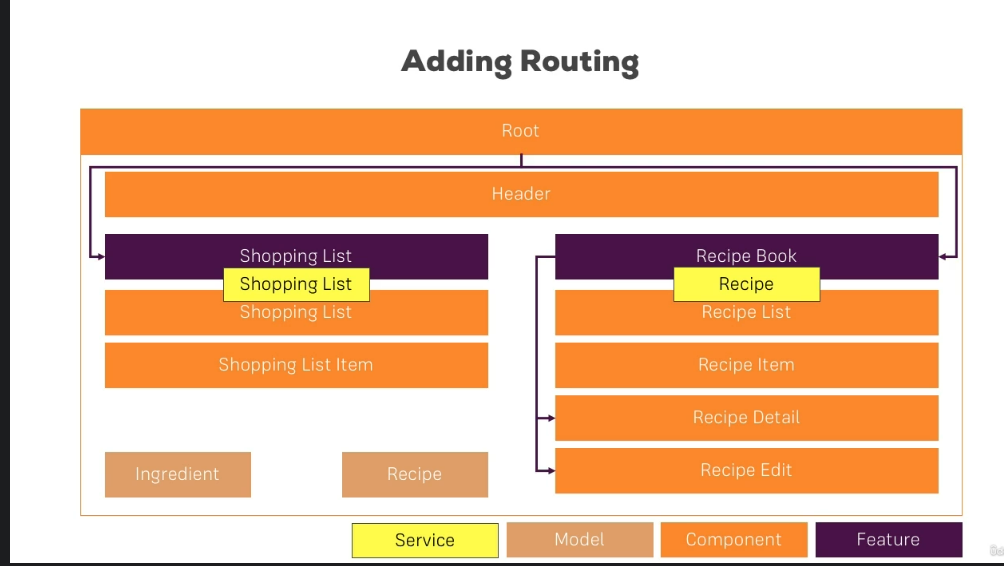 Adding Routing
Root
Header
Shopping List
Shopping List
Shopping List
Shopping List Item
Ingredient
Recipe
Recipe Book
Recipe
Recipe List
Recipe Item
Recipe Detail
Recipe Edit
Service
Model
Component
Feature